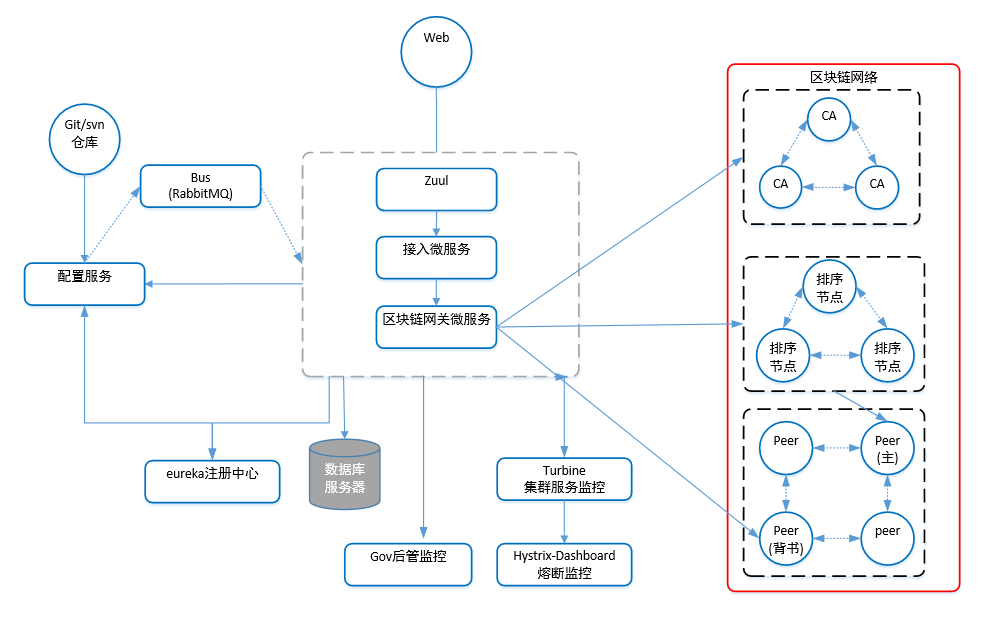 Web
Git/svn
仓库
Bus
(RabbitMQ)
配置服务
Zuul
接入微服务
区块链网关微服务
eureka注册中心
数据库
服务器
Gov后管监控
Turbine
集群服务监控
Hystrix-Dashboard
熔断监控
区块链网络
CA
CA
CA
排序
节点
排序
节点
排序
节点
Peer
Peer
(主)
Peer
(背书)
peer